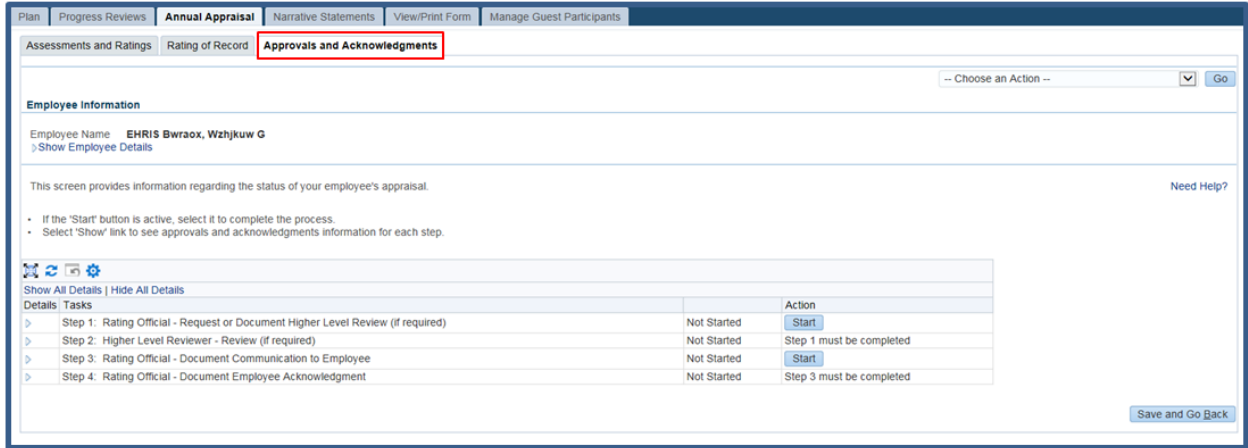 Plan Progress Reviews Annual Appraisal Narrative Statements View/Print Form Manage Guest Participants
Assessments and Ratings Rating of Record Approvals and Acknowledgments
-- Choose an Action -- Go
Employee Information
Employee Name EHRIS Bwraox, Wzhjkuw G
Show Employee Details
This screen provides information regarding the status of your employee's appraisal. Need Help?
• If the 'Start' button is active, select it to complete the process.
• Select 'Show' link to see approvals and acknowledgments information for each step.
Show All Details | Hide All Details
Details Tasks Action
Step 1: Rating Official - Request or Document Higher Level Review (if required) Not Started Start
Step 2: Higher Level Reviewer - Review (if required) Not Started Step 1 must be completed
Step 3: Rating Official - Document Communication to Employee Not Started Start
Step 4: Rating Official - Document Employee Acknowledgment Not Started Step 3 must be completed
Save and Go Back